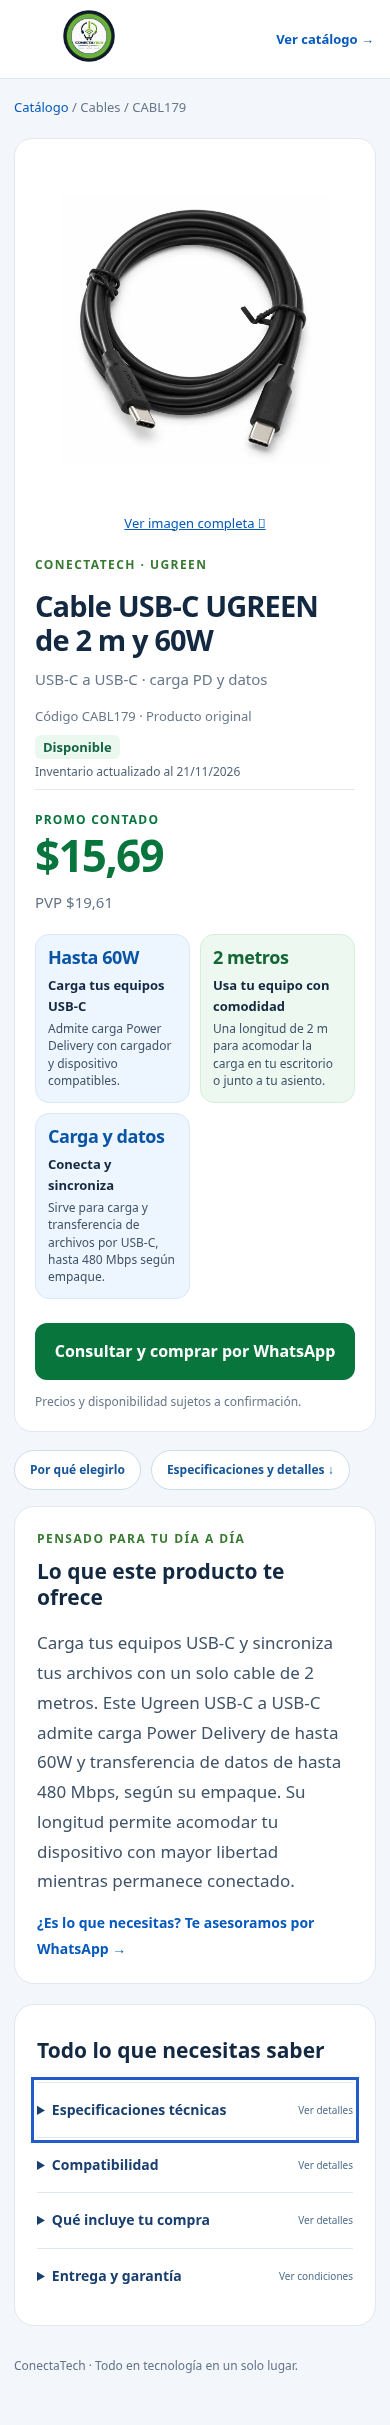 CONECTATECH
Ver catálogo →
Catálogo / Cables / CABL179
Ver imagen completa
CONECTATECH · UGREEN
Cable USB-C UGREEN
de 2 m y 60W
USB-C a USB-C · carga PD y datos
Código CABL179 · Producto original
Disponible
Inventario actualizado al 21/11/2026
PROMO CONTADO
$15,69
PVP $19,61
Hasta 60W
Carga tus equipos
USB-C
Admite carga Power
Delivery con cargador
y dispositivo
compatibles.
2 metros
Usa tu equipo con
comodidad
Una longitud de 2 m
para acomodar la
carga en tu escritorio
o junto a tu asiento.
Carga y datos
Conecta y
sincroniza
Sirve para carga y
transferencia de
archivos por USB-C,
hasta 480 Mbps según
empaque.
Consultar y comprar por WhatsApp
Precios y disponibilidad sujetos a confirmación.
Por qué elegirlo
Especificaciones y detalles ↓
PENSADO PARA TU DÍA A DÍA
Lo que este producto te
ofrece
Carga tus equipos USB-C y sincroniza
tus archivos con un solo cable de 2
metros. Este Ugreen USB-C a USB-C
admite carga Power Delivery de hasta
60W y transferencia de datos de hasta
480 Mbps, según su empaque. Su
longitud permite acomodar tu
dispositivo con mayor libertad
mientras permanece conectado.
¿Es lo que necesitas? Te asesoramos por
WhatsApp →
Todo lo que necesitas saber
Especificaciones técnicas Ver detalles
Compatibilidad Ver detalles
Qué incluye tu compra Ver detalles
Entrega y garantía Ver condiciones
ConectaTech · Todo en tecnología en un solo lugar.